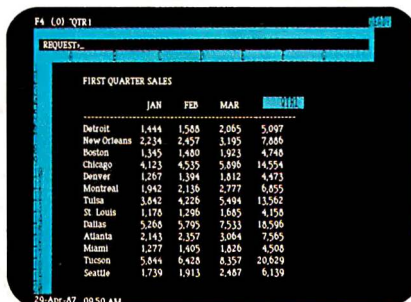 F4 (.0) "QTR1
REQUEST>_
FIRST QUARTER SALES
JAN FEB MAR QTR1
Detroit 1,444 1,588 2,065 5,097
New Orleans 2,234 2,457 3,195 7,886
Boston 1,345 1,480 1,923 4,748
Chicago 4,123 4,535 5,896 14,554
Denver 1,267 1,394 1,812 4,473
Montreal 1,942 2,136 2,777 6,855
Tulsa 3,842 4,226 5,494 13,562
St Louis 1,178 1,296 1,685 4,158
Dallas 5,268 5,795 7,533 18,596
Atlanta 2,143 2,357 3,064 7,565
Miami 1,277 1,405 1,826 4,508
Tucson 5,844 6,428 8,357 20,629
Seattle 1,739 1,913 2,487 6,139
29-Apr-87 09:50 AM